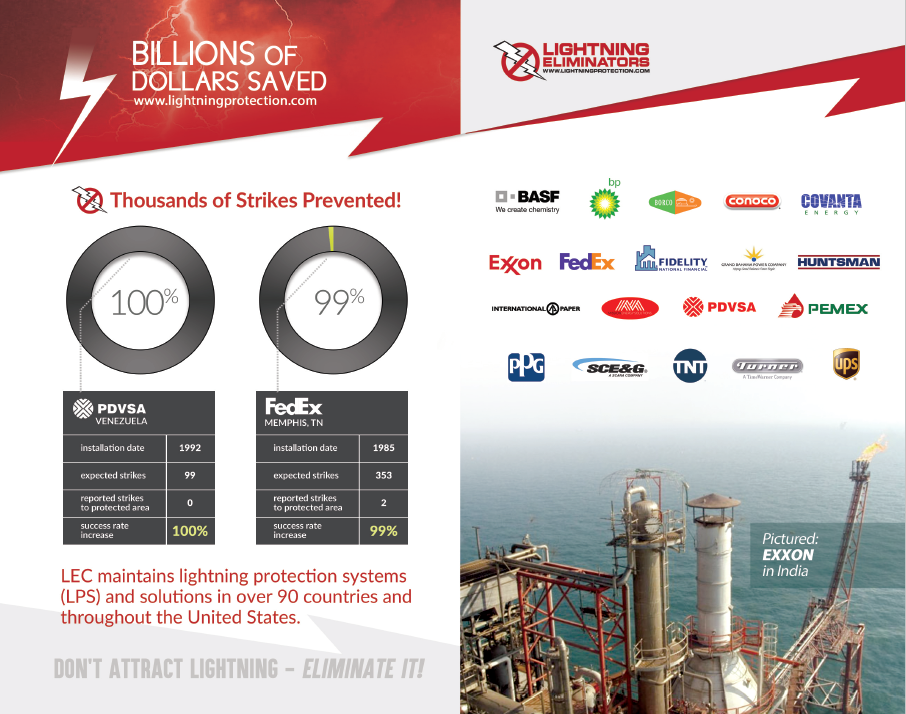 BILLIONS OF
DOLLARS SAVED
www.lightningprotection.com
Thousands of Strikes Prevented!
100%
99%
PDVSA
VENEZUELA
installation date 1992
expected strikes 99
reported strikes
to protected area 0
success rate
increase 100%
FedEx
MEMPHIS, TN
installation date 1985
expected strikes 353
reported strikes
to protected area 2
success rate
increase 99%
LEC maintains lightning protection systems
(LPS) and solutions in over 90 countries and
throughout the United States.
DON'T ATTRACT LIGHTNING – ELIMINATE IT!
LIGHTNING
ELIMINATORS
WWW.LIGHTNINGPROTECTION.COM
BASF
We create chemistry
bp
NORCO
conoco
COVANTA
ENERGY
Exxon
FedEx
FIDELITY
NATIONAL FINANCIAL
GRAND BAHAMA POWER COMPANY
HUNTSMAN
INTERNATIONAL PAPER
PDVSA
PEMEX
PPG
SCE&G
A SCANA COMPANY
TNT
Turner
A TimeWarner Company
ups
Pictured:
EXXON
in India